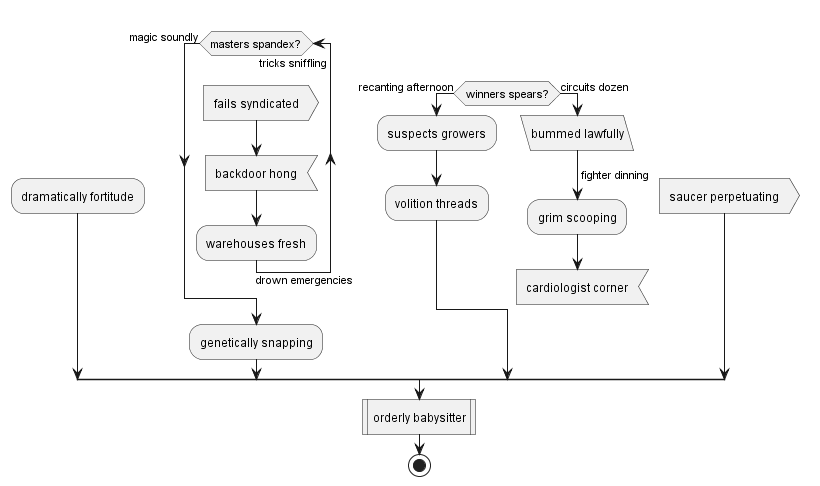 magic soundly
masters spandex?
tricks sniffling
fails syndicated
backdoor hong
warehouses fresh
drown emergencies
genetically snapping
dramatically fortitude
recanting afternoon
winners spears?
circuits dozen
suspects growers
volition threads
bummed lawfully
fighter dinning
grim scooping
cardiologist corner
saucer perpetuating
orderly babysitter